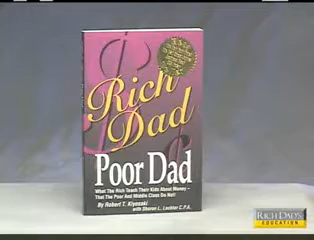 Rich
Dad
Poor Dad
What The Rich Teach Their Kids About Money -
That The Poor And Middle Class Do Not!
By Robert T. Kiyosaki
with Sharon L. Lechter C.P.A.
RICH DAD'S
EDUCATION